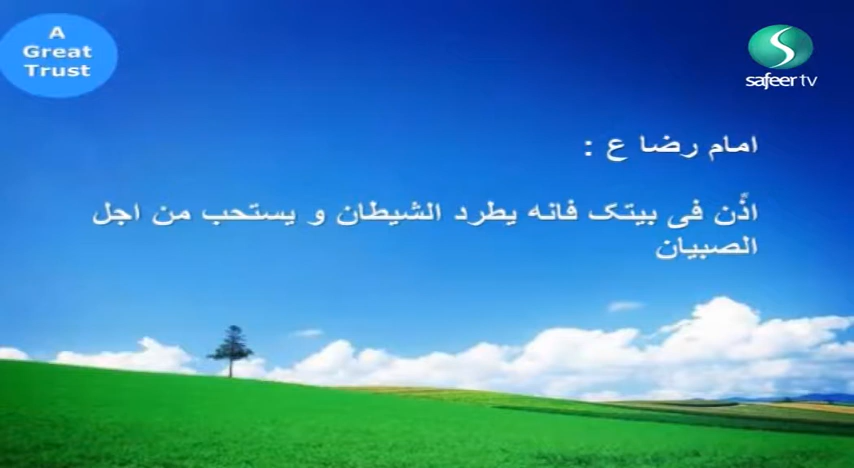 A
Great
Trust
safeer tv
امام رضا ع :
اذِّن فی بیتک فانه یطرد الشیطان و یستحب من اجل
الصبیان